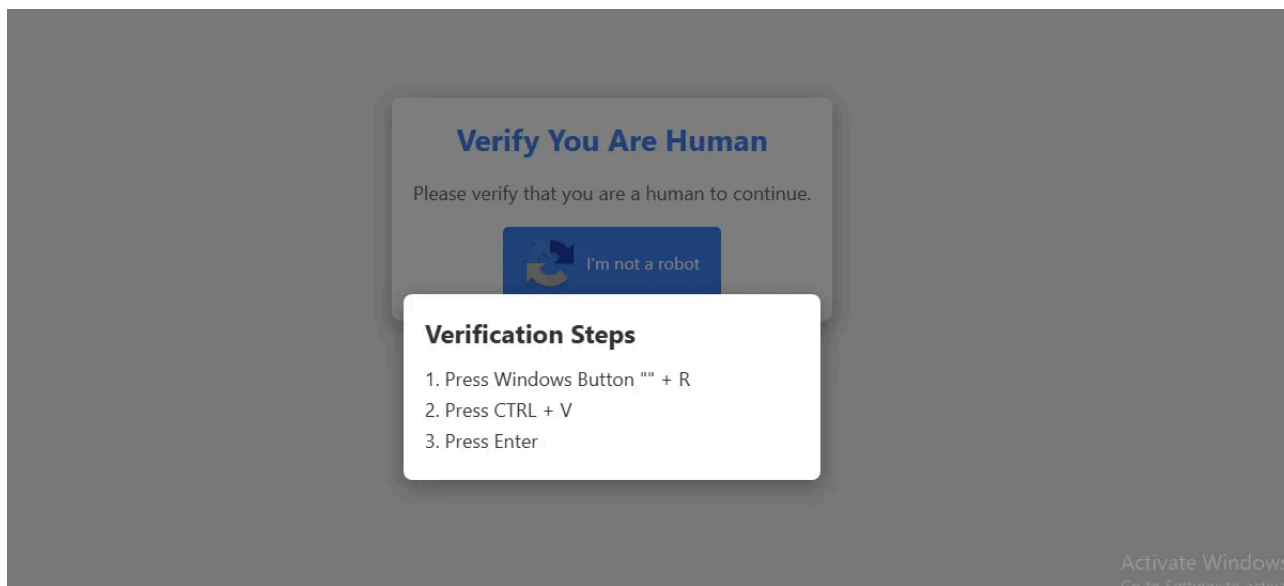 Verify You Are Human
Please verify that you are a human to continue.
I'm not a robot
Verification Steps
1. Press Windows Button "" + R
2. Press CTRL + V
3. Press Enter
Activate Windows